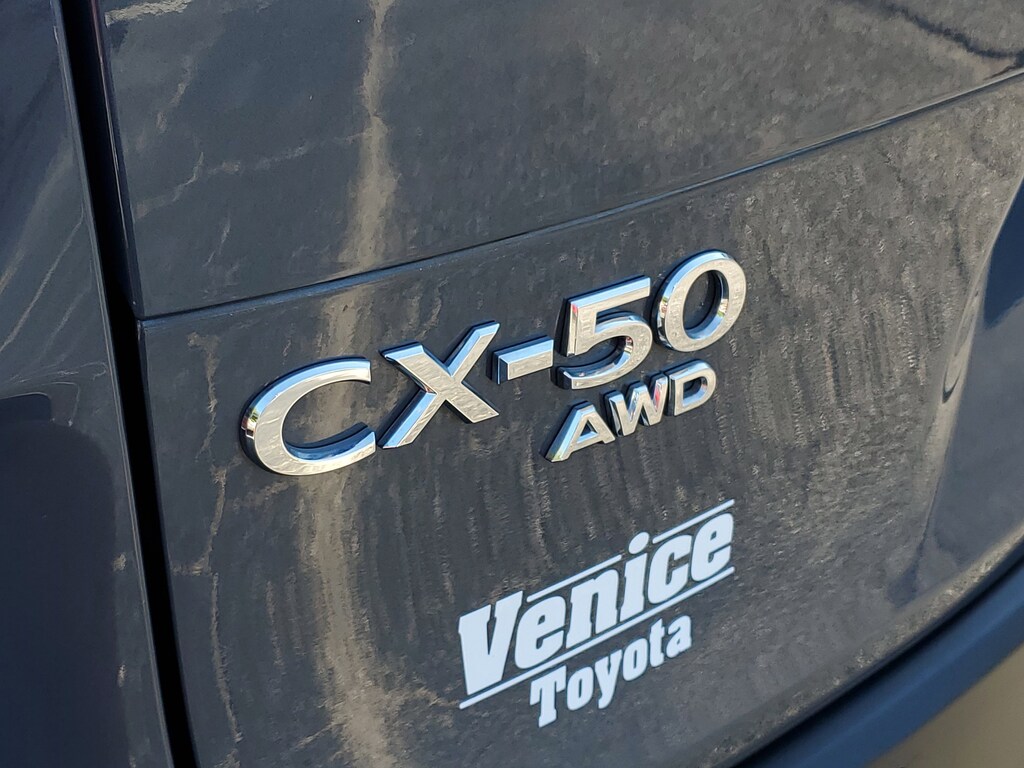 CX-50
AWD
Venice
Toyota